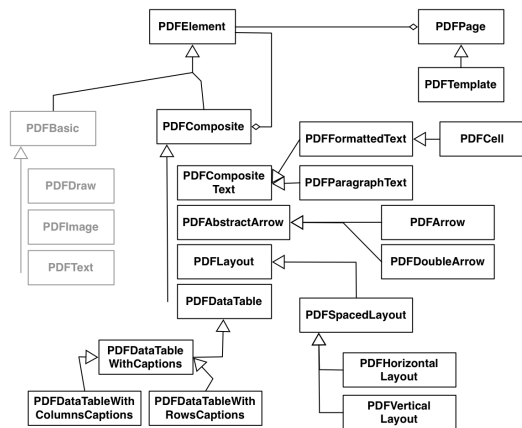 PDFElement
PDFPage
PDFTemplate
PDFBasic
PDFComposite
PDFFormattedText
PDFCell
PDFComposite
Text
PDFParagraphText
PDFDraw
PDFImage
PDFText
PDFAbstractArrow
PDFArrow
PDFLayout
PDFDoubleArrow
PDFDataTable
PDFSpacedLayout
PDFDataTable
WithCaptions
PDFHorizontal
Layout
PDFDataTableWith
ColumnsCaptions
PDFDataTableWith
RowsCaptions
PDFVertical
Layout